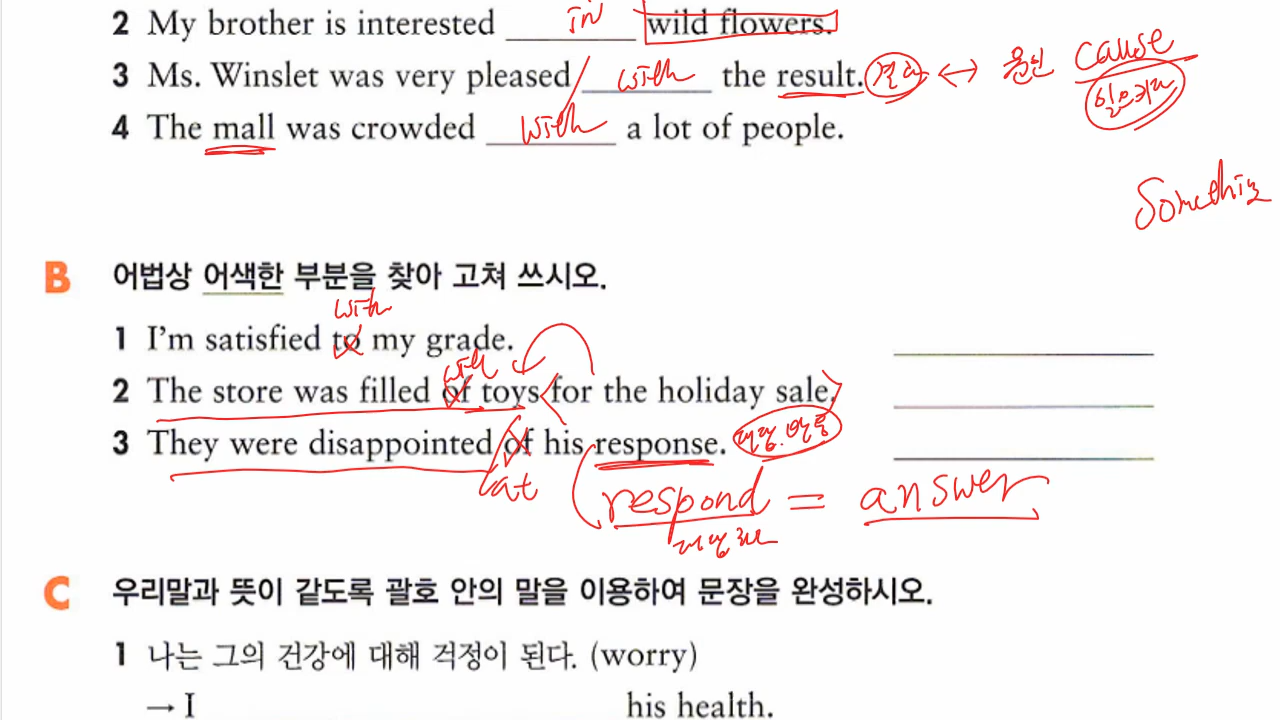 2 My brother is interested in wild flowers.
3 Ms. Winslet was very pleased with the result. 결과 ↔ 원인 cause
일으키다
4 The mall was crowded with a lot of people.
Somethin
B 어법상 어색한 부분을 찾아 고쳐 쓰시오.
with
1 I'm satisfied to my grade.
with
2 The store was filled of toys for the holiday sale.
3 They were disappointed of his response. 대답. 반응
at respond = answer
대답하다
C 우리말과 뜻이 같도록 괄호 안의 말을 이용하여 문장을 완성하시오.
1 나는 그의 건강에 대해 걱정이 된다. (worry)
→ I his health.